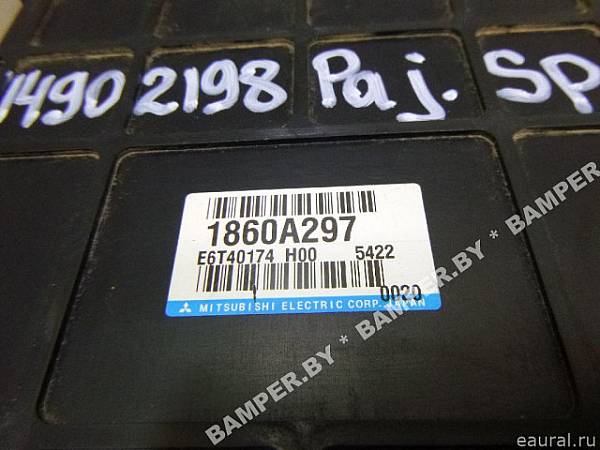 1490 2198 Paj. Sp
1860A297
E6T40174 H00 5422
1 0020
MITSUBISHI ELECTRIC CORP. JAPAN
BAMPER.BY * BAMPER.BY * BAMPER.BY
eaural.ru